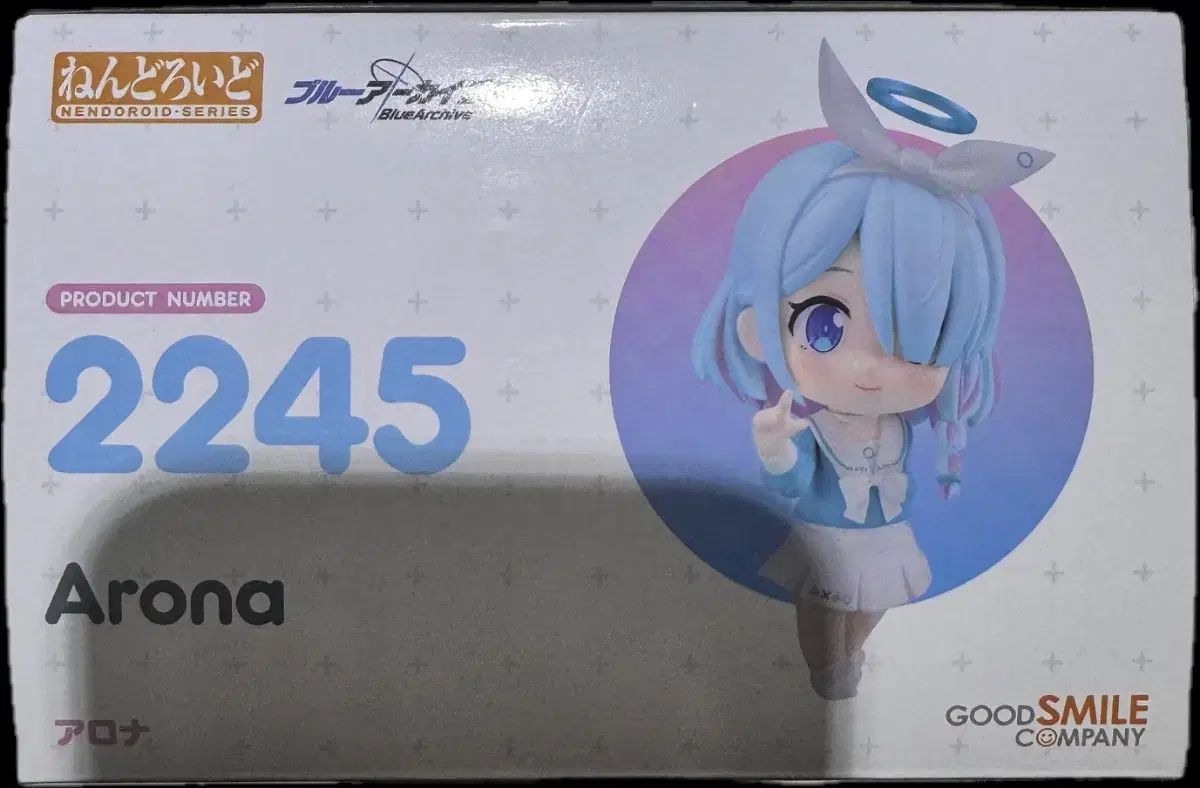 ねんどろいど
NENDOROID-SERIES
ブルーアーカイ
BlueArchive
PRODUCT NUMBER
2245
Arona
アロナ
GOOD SMILE
COMPANY